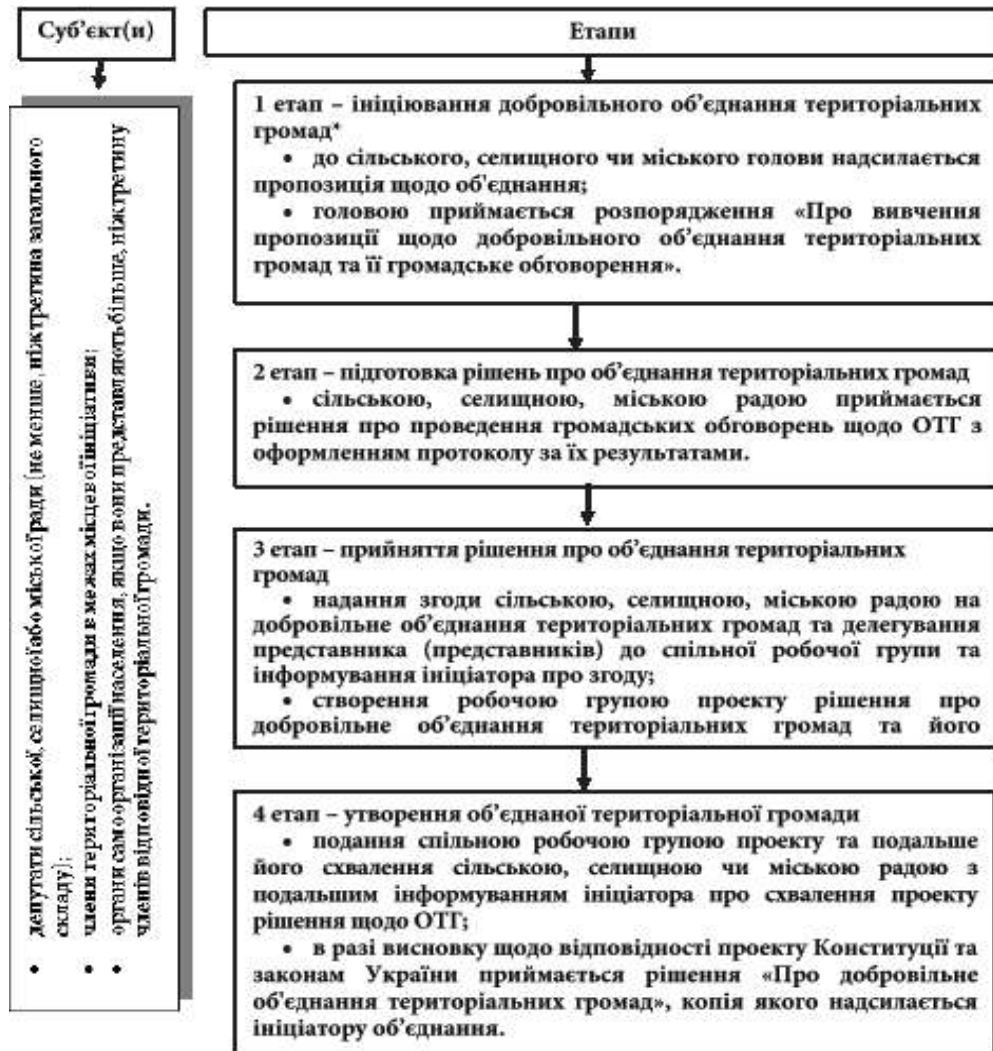 Суб’єкт(и)
Етапи
депутати сільської, селищної або міської ради (не менше, ніж третина загального
складу);
члени територіальної громади в межах місцевої ініціативи;
органи самоорганізації населення, якщо вони представляють більше, ніж третину
членів відповідної територіальної громади.
1 етап – ініціювання добровільного об’єднання територіальних
громад*
• до сільського, селищного чи міського голови надсилається
пропозиція щодо об'єднання;
• головою приймається розпорядження «Про вивчення
пропозиції щодо добровільного об’єднання територіальних
громад та її громадське обговорення».
2 етап – підготовка рішень про об’єднання територіальних громад
• сільською, селищною, міською радою приймається
рішення про проведення громадських обговорень щодо ОТГ з
оформленням протоколу за їх результатами.
3 етап – прийняття рішення про об’єднання територіальних
громад
• надання згоди сільською, селищною, міською радою на
добровільне об’єднання територіальних громад та делегування
представника (представників) до спільної робочої групи та
інформування ініціатора про згоду;
• створення робочою групою проекту рішення про
добровільне об’єднання територіальних громад та його
4 етап – утворення об’єднаної територіальної громади
• подання спільною робочою групою проекту та подальше
його схвалення сільською, селищною чи міською радою з
подальшим інформуванням ініціатора про схвалення проекту
рішення щодо ОТГ;
• в разі висновку щодо відповідності проекту Конституції та
законам України приймається рішення «Про добровільне
об'єднання територіальних громад», копія якого надсилається
ініціатору об’єднання.